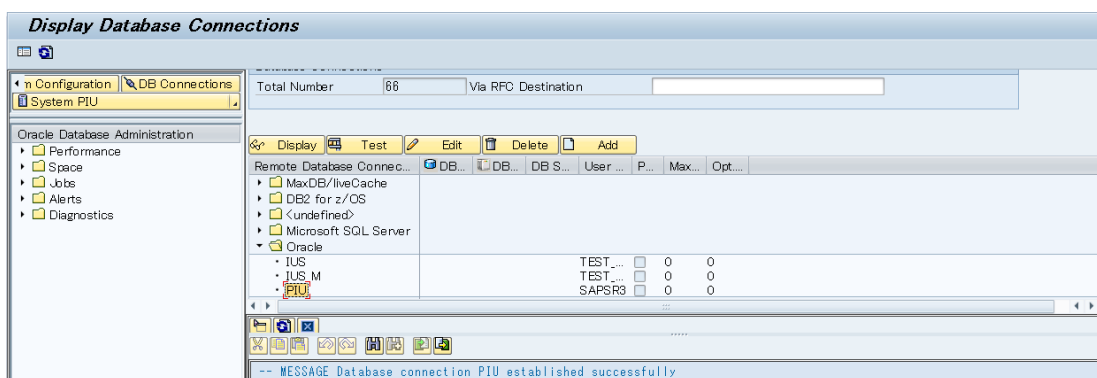 Display Database Connections
n Configuration DB Connections
System PIU
Total Number 66 Via RFC Destination
Oracle Database Administration
Performance
Space
Jobs
Alerts
Diagnostics
Display Test Edit Delete Add
Remote Database Connec... DB... DB... DB S... User ... P... Max... Opt....
MaxDB/liveCache
DB2 for z/OS
<undefined>
Microsoft SQL Server
Oracle
IUS TEST_... 0 0
IUS_M TEST_... 0 0
PIU SAPSR3 0 0
-- MESSAGE Database connection PIU established successfully